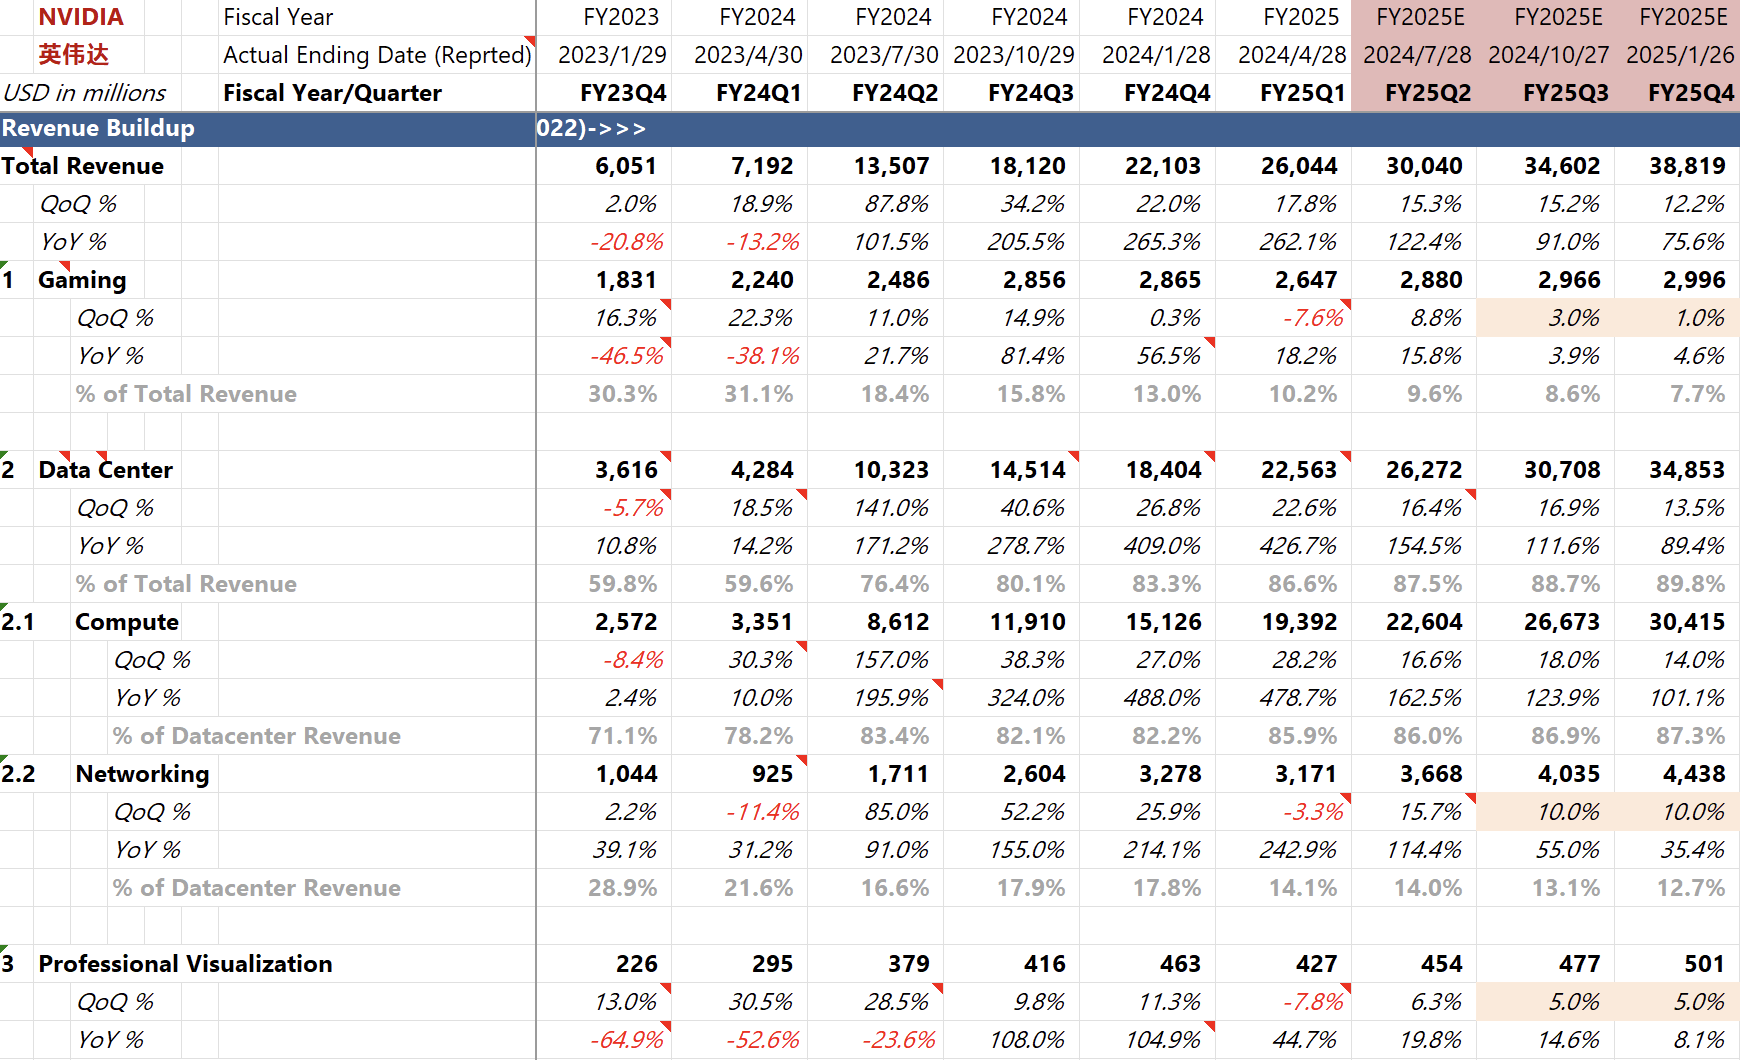 NVIDIA Fiscal Year FY2023 FY2024 FY2024 FY2024 FY2024 FY2025 FY2025E FY2025E FY2025E
英伟达 Actual Ending Date (Reprted) 2023/1/29 2023/4/30 2023/7/30 2023/10/29 2024/1/28 2024/4/28 2024/7/28 2024/10/27 2025/1/26
USD in millions Fiscal Year/Quarter FY23Q4 FY24Q1 FY24Q2 FY24Q3 FY24Q4 FY25Q1 FY25Q2 FY25Q3 FY25Q4
Revenue Buildup 022)->>>
Total Revenue 6,051 7,192 13,507 18,120 22,103 26,044 30,040 34,602 38,819
QoQ % 2.0% 18.9% 87.8% 34.2% 22.0% 17.8% 15.3% 15.2% 12.2%
YoY % -20.8% -13.2% 101.5% 205.5% 265.3% 262.1% 122.4% 91.0% 75.6%
1 Gaming 1,831 2,240 2,486 2,856 2,865 2,647 2,880 2,966 2,996
QoQ % 16.3% 22.3% 11.0% 14.9% 0.3% -7.6% 8.8% 3.0% 1.0%
YoY % -46.5% -38.1% 21.7% 81.4% 56.5% 18.2% 15.8% 3.9% 4.6%
% of Total Revenue 30.3% 31.1% 18.4% 15.8% 13.0% 10.2% 9.6% 8.6% 7.7%
2 Data Center 3,616 4,284 10,323 14,514 18,404 22,563 26,272 30,708 34,853
QoQ % -5.7% 18.5% 141.0% 40.6% 26.8% 22.6% 16.4% 16.9% 13.5%
YoY % 10.8% 14.2% 171.2% 278.7% 409.0% 426.7% 154.5% 111.6% 89.4%
% of Total Revenue 59.8% 59.6% 76.4% 80.1% 83.3% 86.6% 87.5% 88.7% 89.8%
2.1 Compute 2,572 3,351 8,612 11,910 15,126 19,392 22,604 26,673 30,415
QoQ % -8.4% 30.3% 157.0% 38.3% 27.0% 28.2% 16.6% 18.0% 14.0%
YoY % 2.4% 10.0% 195.9% 324.0% 488.0% 478.7% 162.5% 123.9% 101.1%
% of Datacenter Revenue 71.1% 78.2% 83.4% 82.1% 82.2% 85.9% 86.0% 86.9% 87.3%
2.2 Networking 1,044 925 1,711 2,604 3,278 3,171 3,668 4,035 4,438
QoQ % 2.2% -11.4% 85.0% 52.2% 25.9% -3.3% 15.7% 10.0% 10.0%
YoY % 39.1% 31.2% 91.0% 155.0% 214.1% 242.9% 114.4% 55.0% 35.4%
% of Datacenter Revenue 28.9% 21.6% 16.6% 17.9% 17.8% 14.1% 14.0% 13.1% 12.7%
3 Professional Visualization 226 295 379 416 463 427 454 477 501
QoQ % 13.0% 30.5% 28.5% 9.8% 11.3% -7.8% 6.3% 5.0% 5.0%
YoY % -64.9% -52.6% -23.6% 108.0% 104.9% 44.7% 19.8% 14.6% 8.1%